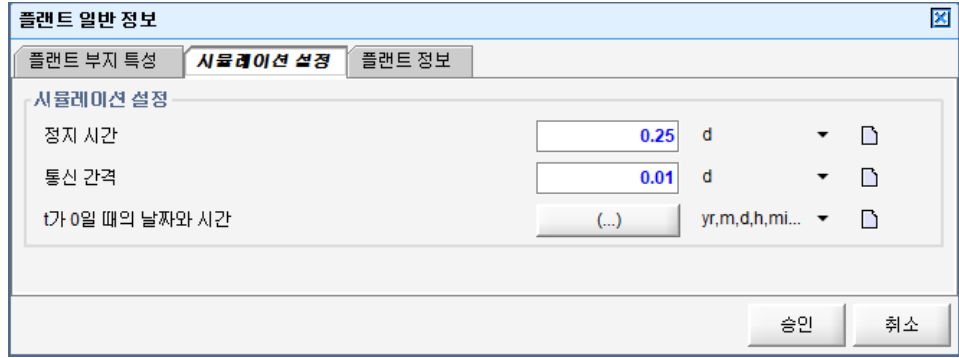 플랜트 일반 정보
플랜트 부지 특성 시뮬레이션 설정 플랜트 정보
시뮬레이션 설정
정지 시간 0.25 d
통신 간격 0.01 d
t가 0일 때의 날짜와 시간 (...) yr,m,d,h,mi...
승인 취소